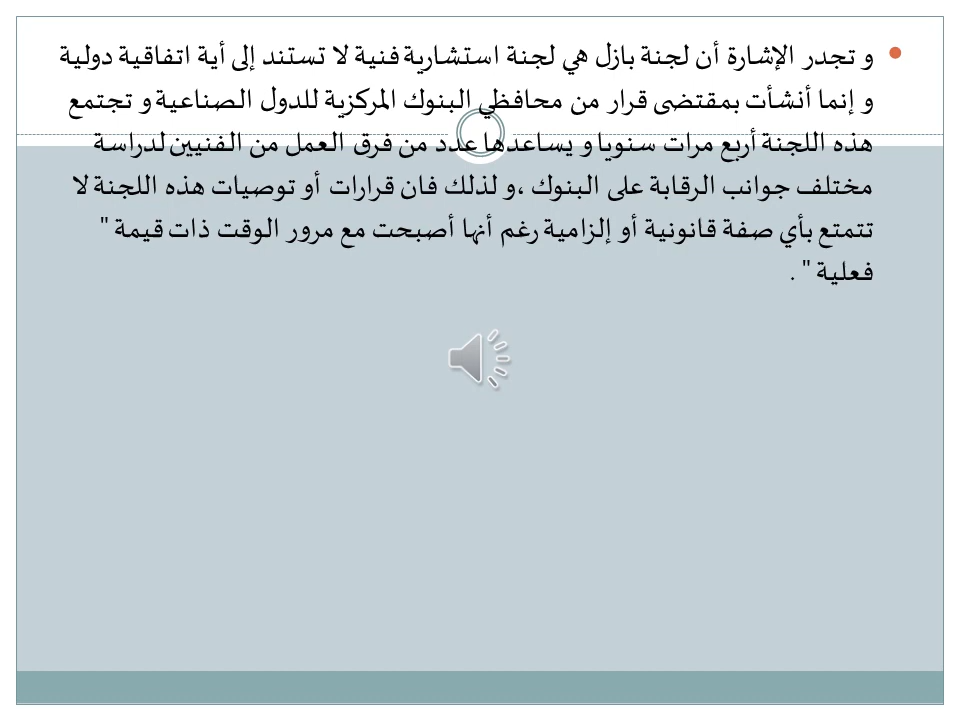 و تجدر الإشارة أن لجنة بازل هي لجنة استشارية فنية لا تستند إلى أية اتفاقية دولية
و إنما أنشأت بمقتضى قرار من محافظي البنوك المركزية للدول الصناعية و تجتمع
هذه اللجنة أربع مرات سنويا و يساعدها عدد من فرق العمل من الفنيين لدراسة
مختلف جوانب الرقابة على البنوك ،و لذلك فان قرارات أو توصيات هذه اللجنة لا
تتمتع بأي صفة قانونية أو إلزامية رغم أنها أصبحت مع مرور الوقت ذات قيمة "
فعلية " .